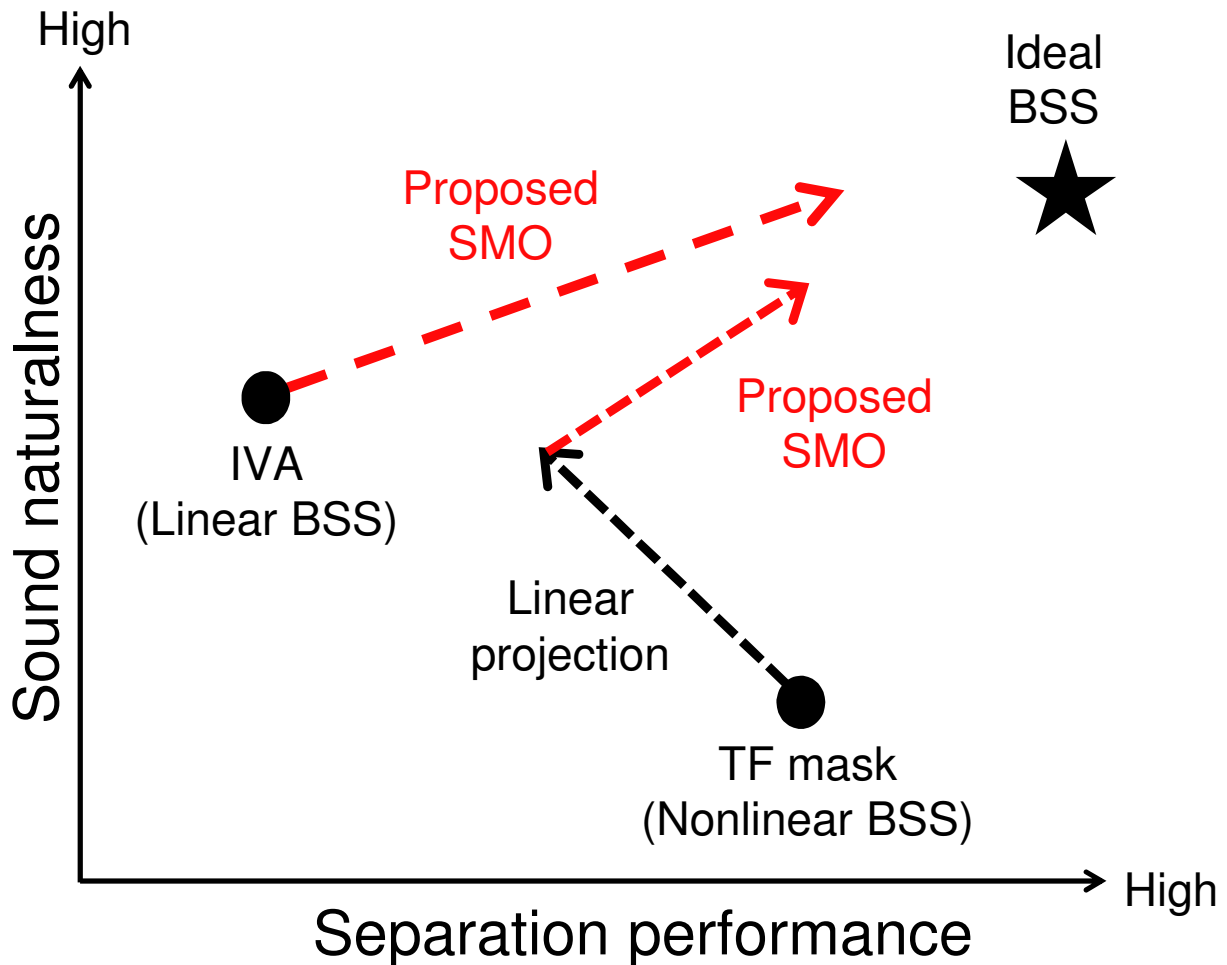 High
Ideal
BSS
Proposed
SMO
Sound naturalness
Proposed
SMO
IVA
(Linear BSS)
Linear
projection
TF mask
(Nonlinear BSS)
High
Separation performance